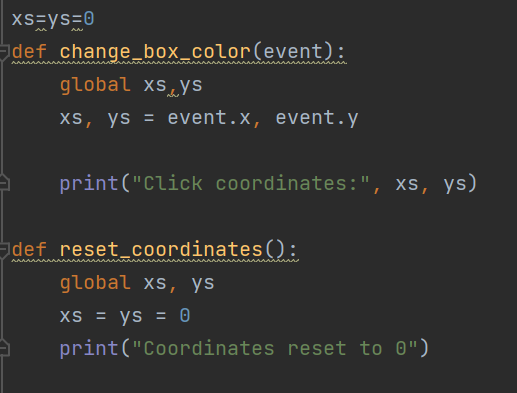 xs=ys=0
def change_box_color(event):
    global xs,ys
    xs, ys = event.x, event.y
    print("Click coordinates:", xs, ys)
def reset_coordinates():
    global xs, ys
    xs = ys = 0
    print("Coordinates reset to 0")